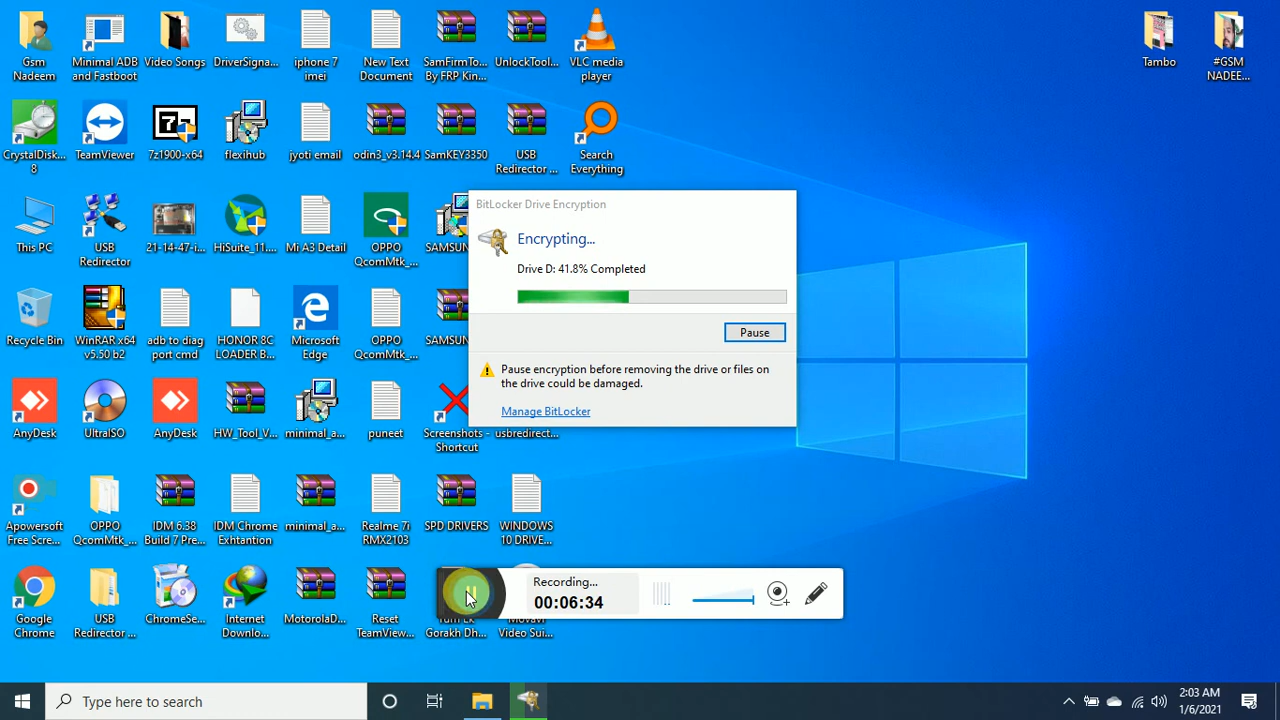 Gsm
Nadeem
Minimal ADB
and Fastboot
Video Songs
DriverSigna...
iphone 7
imei
New Text
Document
SamFirmTo...
By FRP Kin...
UnlockTool...
VLC media
player
Tambo
#GSM
NADEE...
CrystalDisk...
8
TeamViewer
7z1900-x64
flexihub
jyoti email
odin3_v3.14.4
SamKEY3350
USB
Redirector ...
Search
Everything
This PC
USB
Redirector
21-14-47-i...
HiSuite_11....
Mi A3 Detail
OPPO
QcomMtk_...
SAMSUN
BitLocker Drive Encryption
Encrypting...
Drive D: 41.8% Completed
Pause
Pause encryption before removing the drive or files on
the drive could be damaged.
Manage BitLocker
Recycle Bin
WinRAR x64
v5.50 b2
adb to diag
port cmd
HONOR 8C
LOADER B...
Microsoft
Edge
OPPO
QcomMtk_...
SAMSUN
AnyDesk
UltraISO
AnyDesk
HW_Tool_V...
minimal_a...
puneet
Screenshots -
Shortcut
usbredirect...
Apowersoft
Free Scre...
OPPO
QcomMtk_...
IDM 6.38
Build 7 Pre...
IDM Chrome
Exhtantion
minimal_a...
Realme 7i
RMX2103
SPD DRIVERS
WINDOWS
10 DRIVE...
Google
Chrome
USB
Redirector ...
ChromeSe...
Internet
Downlo...
MotorolaD...
Reset
TeamView...
Gorakh Dh...
Movavi
Video Sui...
Recording...
00:06:34
Type here to search
2:03 AM
1/6/2021